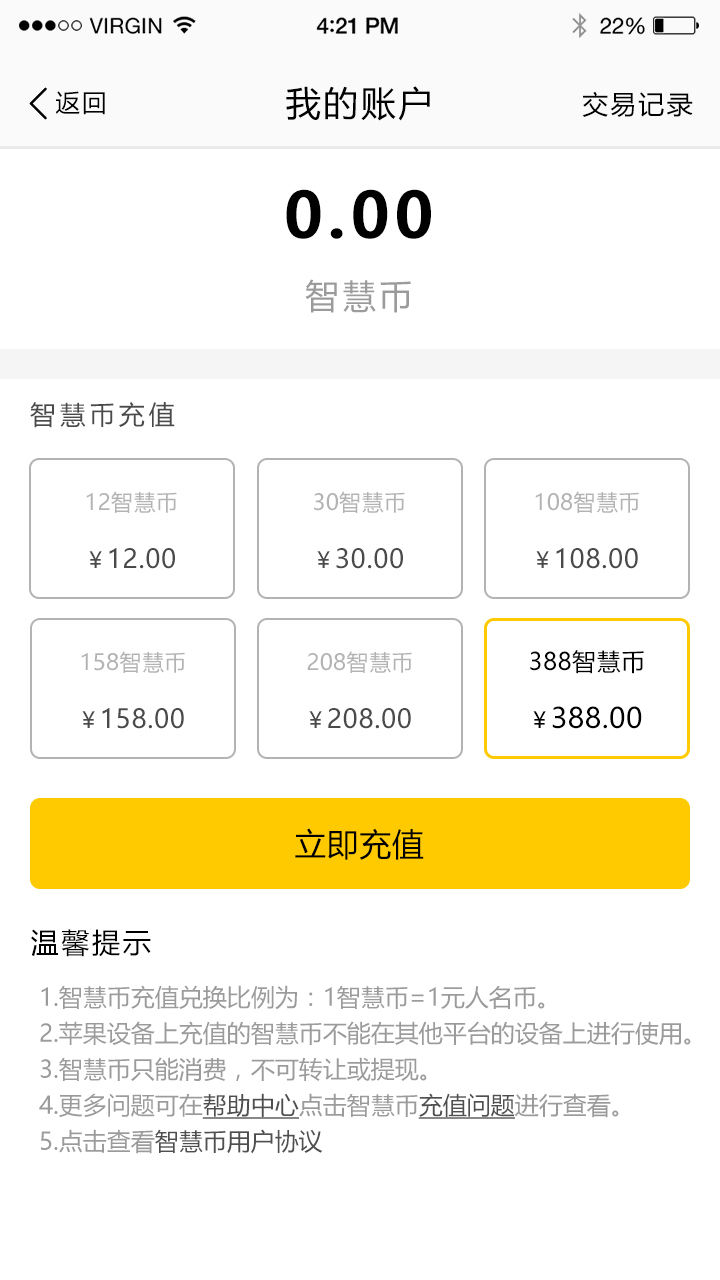 VIRGIN 4:21 PM 22%
返回 我的账户 交易记录
0.00
智慧币
智慧币充值
12智慧币 30智慧币 108智慧币
¥12.00 ¥30.00 ¥108.00
158智慧币 208智慧币 388智慧币
¥158.00 ¥208.00 ¥388.00
立即充值
温馨提示
1.智慧币充值兑换比例为：1智慧币=1元人名币。
2.苹果设备上充值的智慧币不能在其他平台的设备上进行使用。
3.智慧币只能消费，不可转让或提现。
4.更多问题可在帮助中心点击智慧币充值问题进行查看。
5.点击查看智慧币用户协议